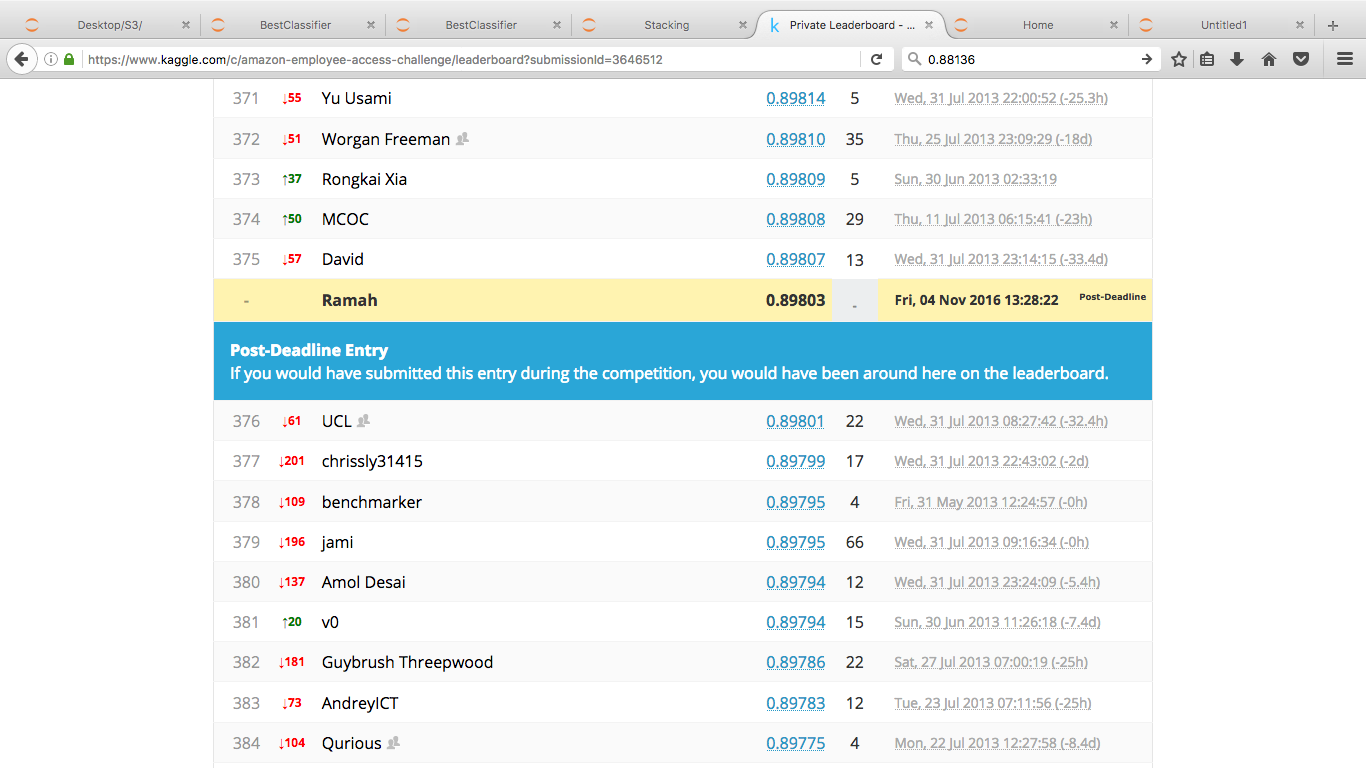 Desktop/S3/ × BestClassifier × BestClassifier × Stacking × Private Leaderboard - ... × Home × Untitled1 × +
https://www.kaggle.com/c/amazon-employee-access-challenge/leaderboard?submissionId=3646512 0.88136
371 ↓55 Yu Usami 0.89814 5 Wed, 31 Jul 2013 22:00:52 (-25.3h)
372 ↓51 Worgan Freeman 0.89810 35 Thu, 25 Jul 2013 23:09:29 (-18d)
373 ↑37 Rongkai Xia 0.89809 5 Sun, 30 Jun 2013 02:33:19
374 ↑50 MCOC 0.89808 29 Thu, 11 Jul 2013 06:15:41 (-23h)
375 ↓57 David 0.89807 13 Wed, 31 Jul 2013 23:14:15 (-33.4d)
- Ramah 0.89803 - Fri, 04 Nov 2016 13:28:22 Post-Deadline
Post-Deadline Entry
If you would have submitted this entry during the competition, you would have been around here on the leaderboard.
376 ↓61 UCL 0.89801 22 Wed, 31 Jul 2013 08:27:42 (-32.4h)
377 ↓201 chrissly31415 0.89799 17 Wed, 31 Jul 2013 22:43:02 (-2d)
378 ↓109 benchmarker 0.89795 4 Fri, 31 May 2013 12:24:57 (-0h)
379 ↓196 jami 0.89795 66 Wed, 31 Jul 2013 09:16:34 (-0h)
380 ↓137 Amol Desai 0.89794 12 Wed, 31 Jul 2013 23:24:09 (-5.4h)
381 ↑20 v0 0.89794 15 Sun, 30 Jun 2013 11:26:18 (-7.4d)
382 ↓181 Guybrush Threepwood 0.89786 22 Sat, 27 Jul 2013 07:00:19 (-25h)
383 ↓73 AndreyICT 0.89783 12 Tue, 23 Jul 2013 07:11:56 (-25h)
384 ↓104 Qurious 0.89775 4 Mon, 22 Jul 2013 12:27:58 (-8.4d)